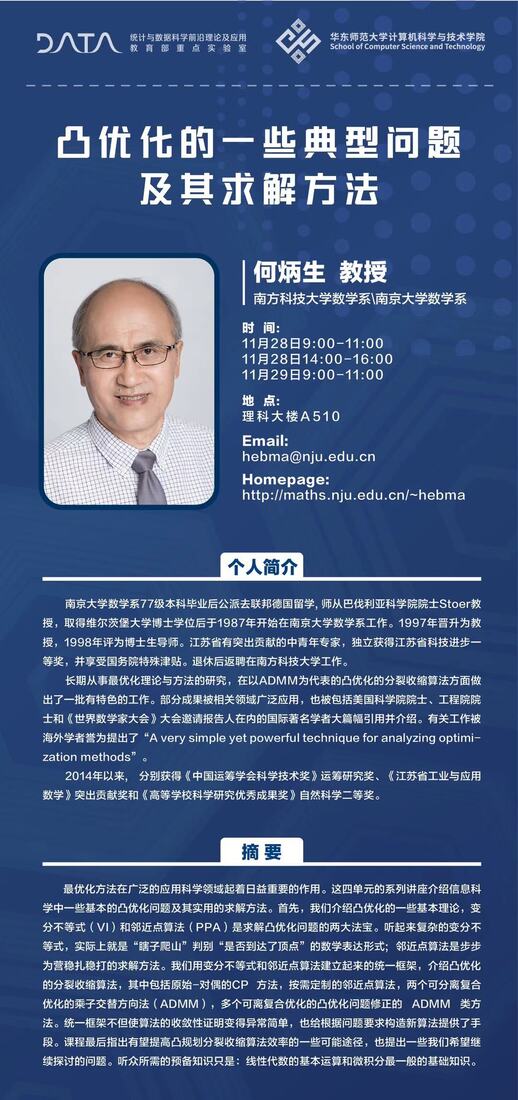 DATA
统计与数据科学前沿理论及应用
教育部重点实验室
华东师范大学计算机科学与技术学院
School of Computer Science and Technology
凸优化的一些典型问题
及其求解方法
何炳生 教授
南方科技大学数学系\南京大学数学系
时 间:
11月28日9:00-11:00
11月28日14:00-16:00
11月29日9:00-11:00
地 点:
理科大楼A510
Email:
hebma@nju.edu.cn
Homepage:
http://maths.nju.edu.cn/~hebma
个人简介
南京大学数学系77级本科毕业后公派去联邦德国留学, 师从巴伐利亚科学院院士Stoer教
授，取得维尔茨堡大学博士学位后于1987年开始在南京大学数学系工作。1997年晋升为教
授，1998年评为博士生导师。江苏省有突出贡献的中青年专家，独立获得江苏省科技进步一
等奖，并享受国务院特殊津贴。退休后返聘在南方科技大学工作。
长期从事最优化理论与方法的研究，在以ADMM为代表的凸优化的分裂收缩算法方面做
出了一批有特色的工作。部分成果被相关领域广泛应用，也被包括美国科学院院士、工程院院
士和《世界数学家大会》大会邀请报告人在内的国际著名学者大篇幅引用并介绍。有关工作被
海外学者誉为提出了“A very simple yet powerful technique for analyzing optimi-
zation methods”。
2014年以来， 分别获得《中国运筹学会科学技术奖》运筹研究奖、《江苏省工业与应用
数学》突出贡献奖和《高等学校科学研究优秀成果奖》自然科学二等奖。
摘 要
最优化方法在广泛的应用科学领域起着日益重要的作用。这四单元的系列讲座介绍信息科
学中一些基本的凸优化问题及其实用的求解方法。首先，我们介绍凸优化的一些基本理论，变
分不等式（VI）和邻近点算法（PPA）是求解凸优化问题的两大法宝。听起来复杂的变分不
等式，实际上就是“瞎子爬山”判别“是否到达了顶点”的数学表达形式；邻近点算法是步步
为营稳扎稳打的求解方法。我们用变分不等式和邻近点算法建立起来的统一框架，介绍凸优化
的分裂收缩算法，其中包括原始-对偶的CP 方法，按需定制的邻近点算法，两个可分离复合
优化的乘子交替方向法（ADMM），多个可离复合优化的凸优化问题修正的 ADMM 类方
法。统一框架不但使算法的收敛性证明变得异常简单，也给根据问题要求构造新算法提供了手
段。课程最后指出有望提高凸规划分裂收缩算法效率的一些可能途径，也提出一些我们希望继
续探讨的问题。听众所需的预备知识只是：线性代数的基本运算和微积分最一般的基础知识。